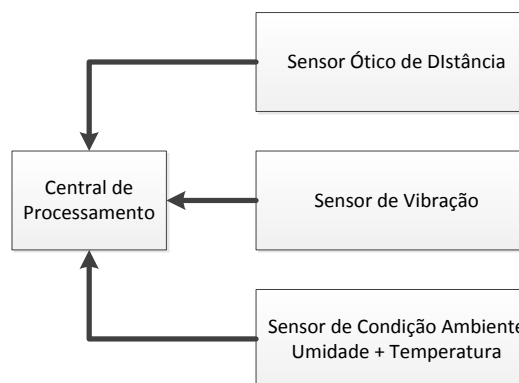 Sensor Ótico de DIstância
Central de
Processamento
Sensor de Vibração
Sensor de Condição Ambiente
Umidade + Temperatura